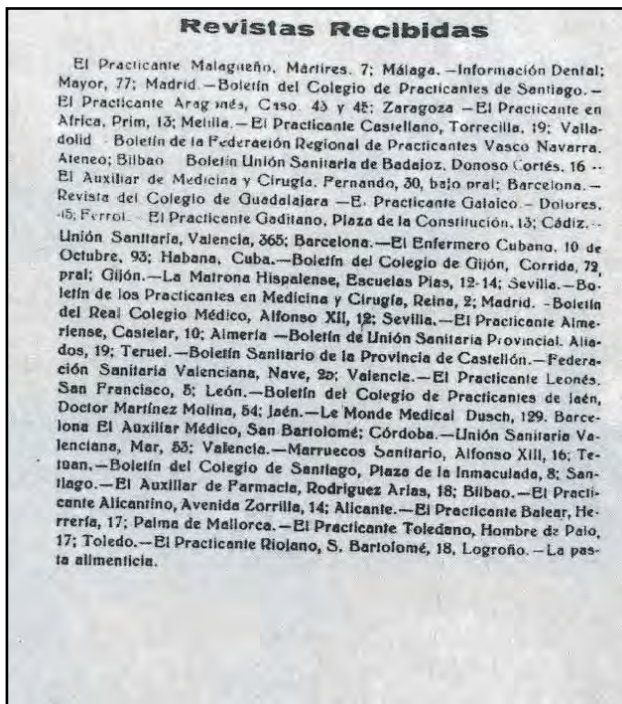 Revistas Recibidas
El Practicante Malagueño, Mártires, 7; Málaga.—Información Dental;
Mayor, 77; Madrid.—Boletín del Colegio de Practicantes de Santiago.—
El Practicante Aragonés, Caso, 43 y 45; Zaragoza —El Practicante en
Africa, Prim, 13; Melilla.—El Practicante Castellano, Torrecilla, 19; Valla-
dolid - Boletín de la Federación Regional de Practicantes Vasco Navarra.
Ateneo; Bilbao   Boletín Unión Sanitaria de Badajoz, Donoso Cortés, 16 --
El Auxiliar de Medicina y Cirugía, Fernando, 30, bajo pral; Barcelona.—
Revista del Colegio de Guadalajara —El Practicante Galaico.- Dolores,
45; Ferrol.- El Practicante Gaditano, Plaza de la Constitución, 13; Cádiz.--
Unión Sanitaria, Valencia, 365; Barcelona.—El Enfermero Cubano, 10 de
Octubre, 93; Habana, Cuba.—Boletín del Colegio de Gijón, Corrida, 72,
pral; Gijón.—La Matrona Hispalense, Escuelas Pias, 12-14; Sevilla.—Bo-
letín de los Practicantes en Medicina y Cirugía, Reina, 2; Madrid. -Boletín
del Real Colegio Médico, Alfonso XII, 12; Sevilla.—El Practicante Alme-
riense, Castelar, 10; Almería —Boletín de Unión Sanitaria Provincial, Alia-
dos, 19; Teruel.—Boletín Sanitario de la Provincia de Castellón.—Federa-
ción Sanitaria Valenciana, Nave, 25; Valencia.—El Practicante Leonés.
San Francisco, 5; León.—Boletín del Colegio de Practicantes de Jaén,
Doctor Martínez Molina, 54; Jaén.—Le Monde Medical Dusch, 129. Barce-
lona El Auxiliar Médico, San Bartolomé; Córdoba.—Unión Sanitaria Va-
lenciana, Mar, 53; Valencia.—Marruecos Sanitario, Alfonso XIII, 16; Te-
tuan.—Boletín del Colegio de Santiago, Plaza de la Inmaculada, 8; San-
tiago.—El Auxiliar de Farmacia, Rodríguez Arias, 18; Bilbao.—El Practi-
cante Alicantino, Avenida Zorrilla, 14; Alicante.—El Practicante Balear, He-
rrería, 17; Palma de Mallorca.—El Practicante Toledano, Hombre de Palo,
17; Toledo.—El Practicante Riojano, S. Bartolomé, 18, Logroño.—La pas-
ta alimenticia.